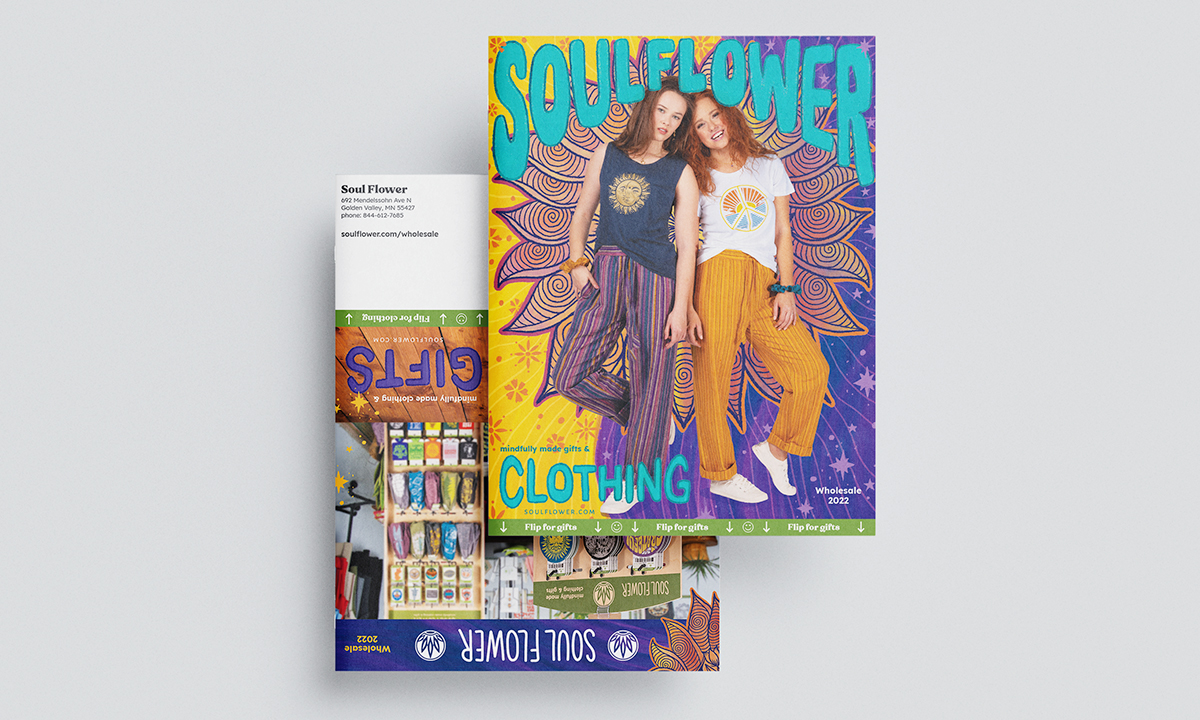 SOULFLOWER
mindfully made gifts &
CLOTHING
SOULFLOWER.COM
Wholesale
2022
Flip for gifts
Flip for gifts
Flip for gifts
Soul Flower
692 Mendelssohn Ave N
Golden Valley, MN 55427
phone: 844-612-7685
soulflower.com/wholesale
Flip for clothing
SOULFLOWER.COM
GIFTS
mindfully made clothing &
SOUL FLOWER
mindfully made
clothing & gifts
SOUL FLOWER
Wholesale
2022